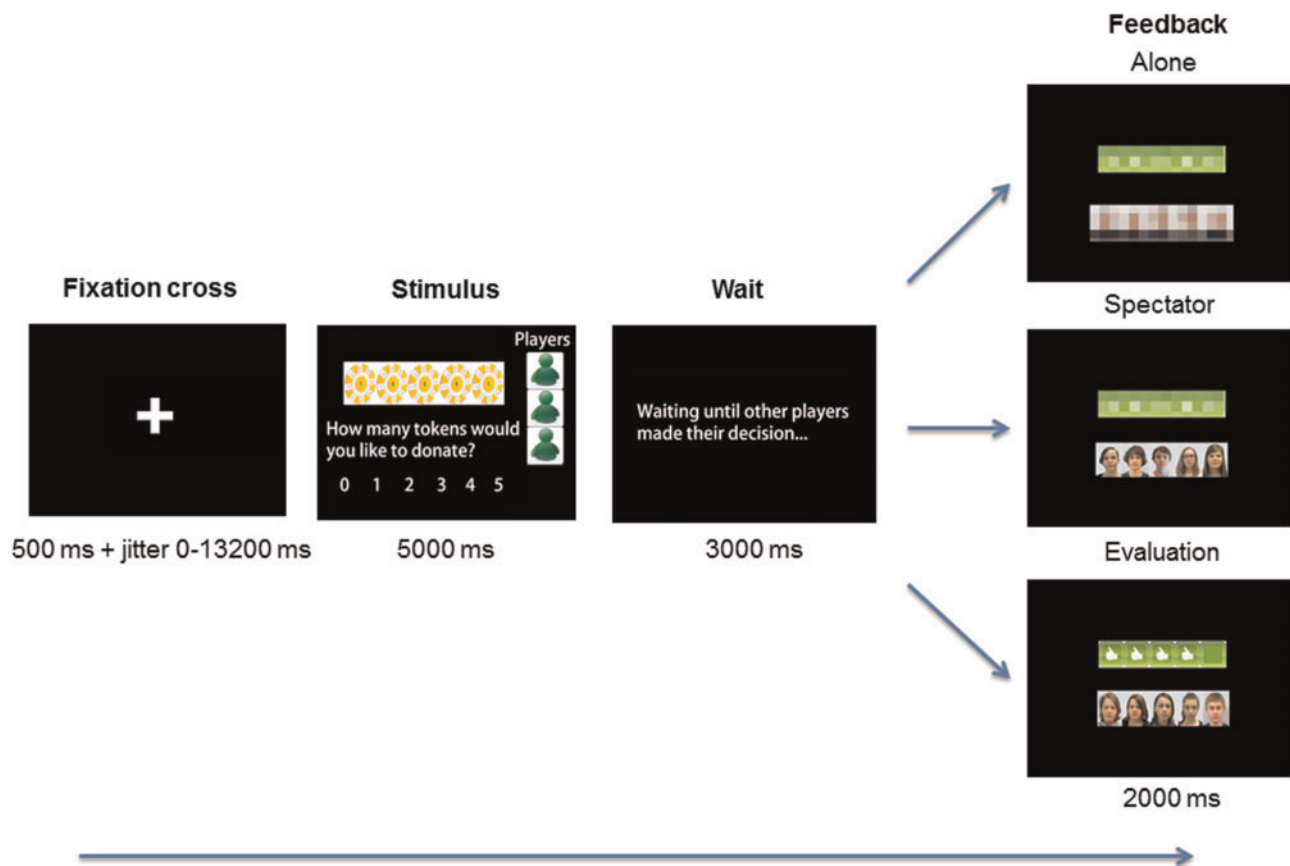 Feedback
Alone
Spectator
Fixation cross
Stimulus
Wait
Players
How many tokens would
you like to donate?
0 1 2 3 4 5
Waiting until other players
made their decision...
500 ms + jitter 0-13200 ms
5000 ms
3000 ms
Evaluation
2000 ms